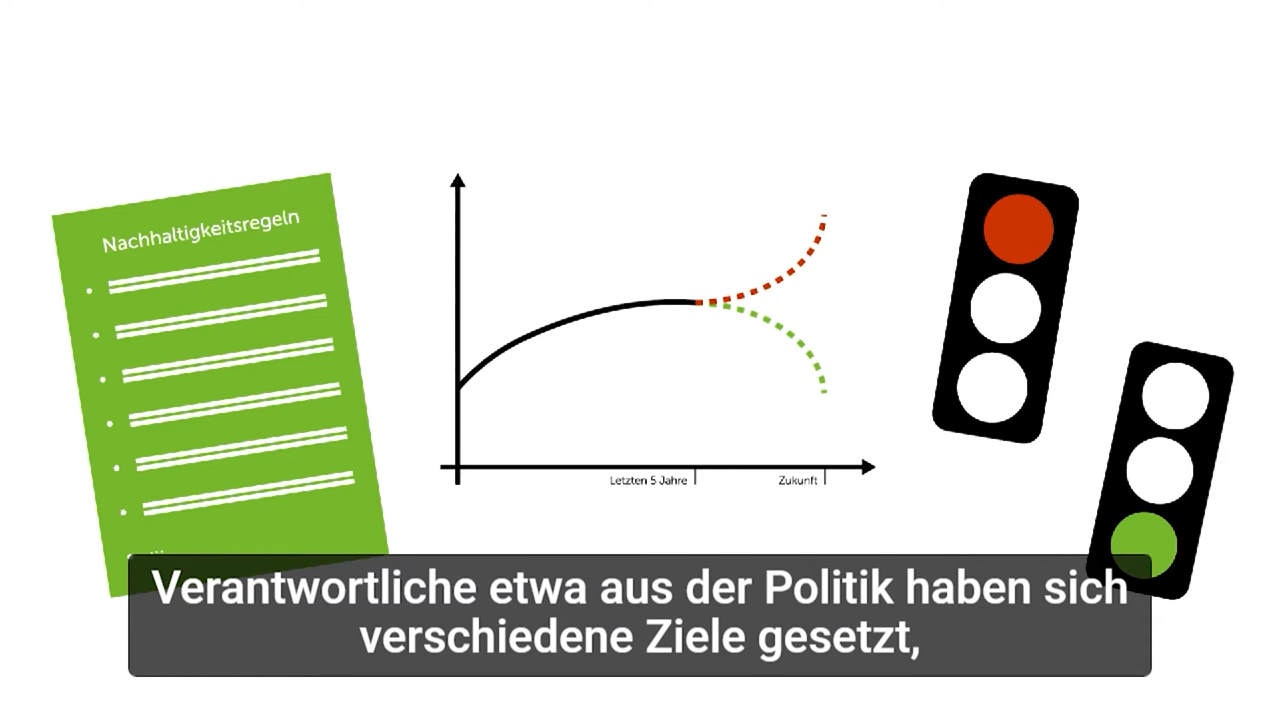 Nachhaltigkeitsregeln
Letzten 5 Jahre
Zukunft
Verantwortliche etwa aus der Politik haben sich
verschiedene Ziele gesetzt,